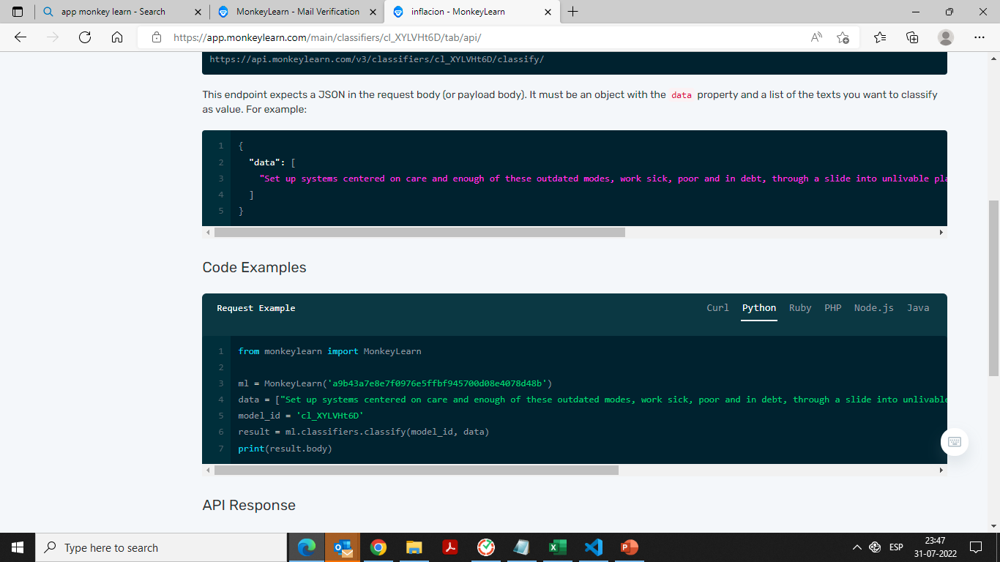 app monkey learn - Search
MonkeyLearn - Mail Verification
inflacion - MonkeyLearn
https://app.monkeylearn.com/main/classifiers/cl_XYLVHt6D/tab/api/
https://api.monkeylearn.com/v3/classifiers/cl_XYLVHt6D/classify/
This endpoint expects a JSON in the request body (or payload body). It must be an object with the data property and a list of the texts you want to classify
as value. For example:
1 {
2 "data": [
3 "Set up systems centered on care and enough of these outdated modes, work sick, poor and in debt, through a slide into unlivable pla
4 ]
5 }
Code Examples
Request Example Curl Python Ruby PHP Node.js Java
1 from monkeylearn import MonkeyLearn
2
3 ml = MonkeyLearn('a9b43a7e8e7f0976e5ffbf945700d08e4078d48b')
4 data = ["Set up systems centered on care and enough of these outdated modes, work sick, poor and in debt, through a slide into unlivable
5 model_id = 'cl_XYLVHt6D'
6 result = ml.classifiers.classify(model_id, data)
7 print(result.body)
API Response
Type here to search
ESP
23:47
31-07-2022